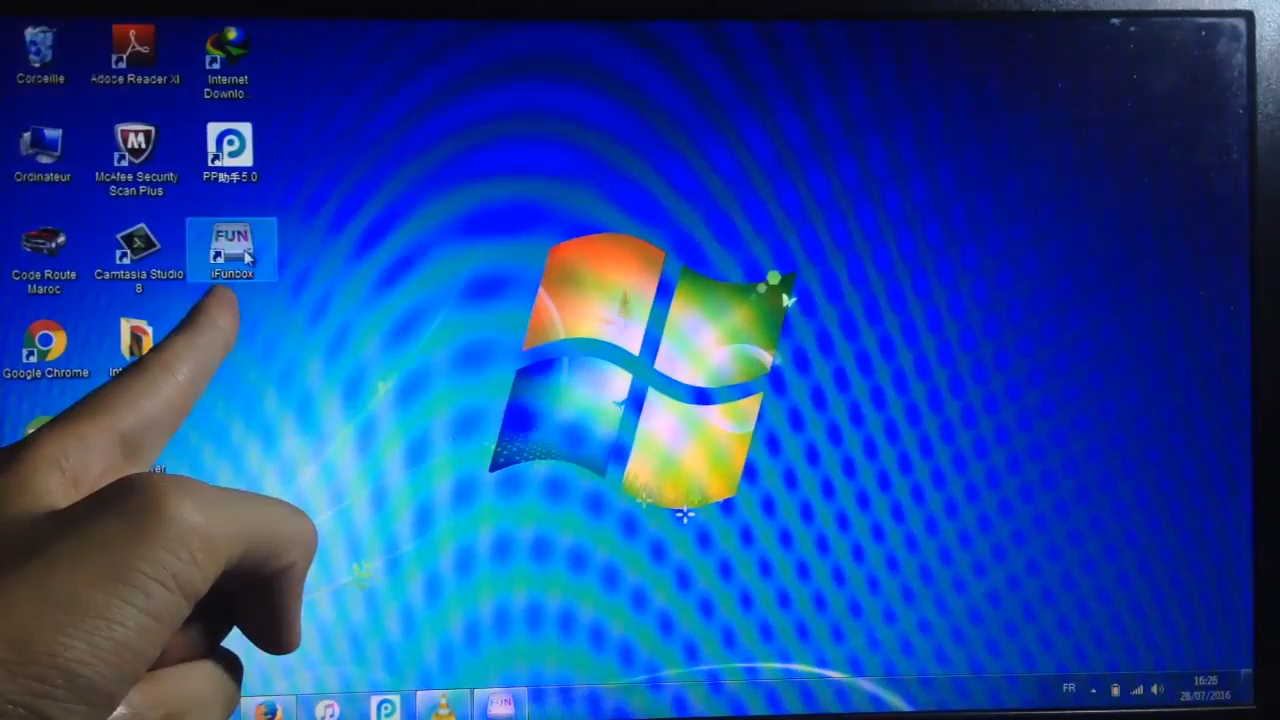 Corbeille
Adobe Reader XI
Internet
Downlo...
Ordinateur
McAfee Security
Scan Plus
PP助手5.0
Code Route
Maroc
Camtasia Studio
8
FUN
iFunbox
Google Chrome
FUN
FR
16:26
28/07/2016